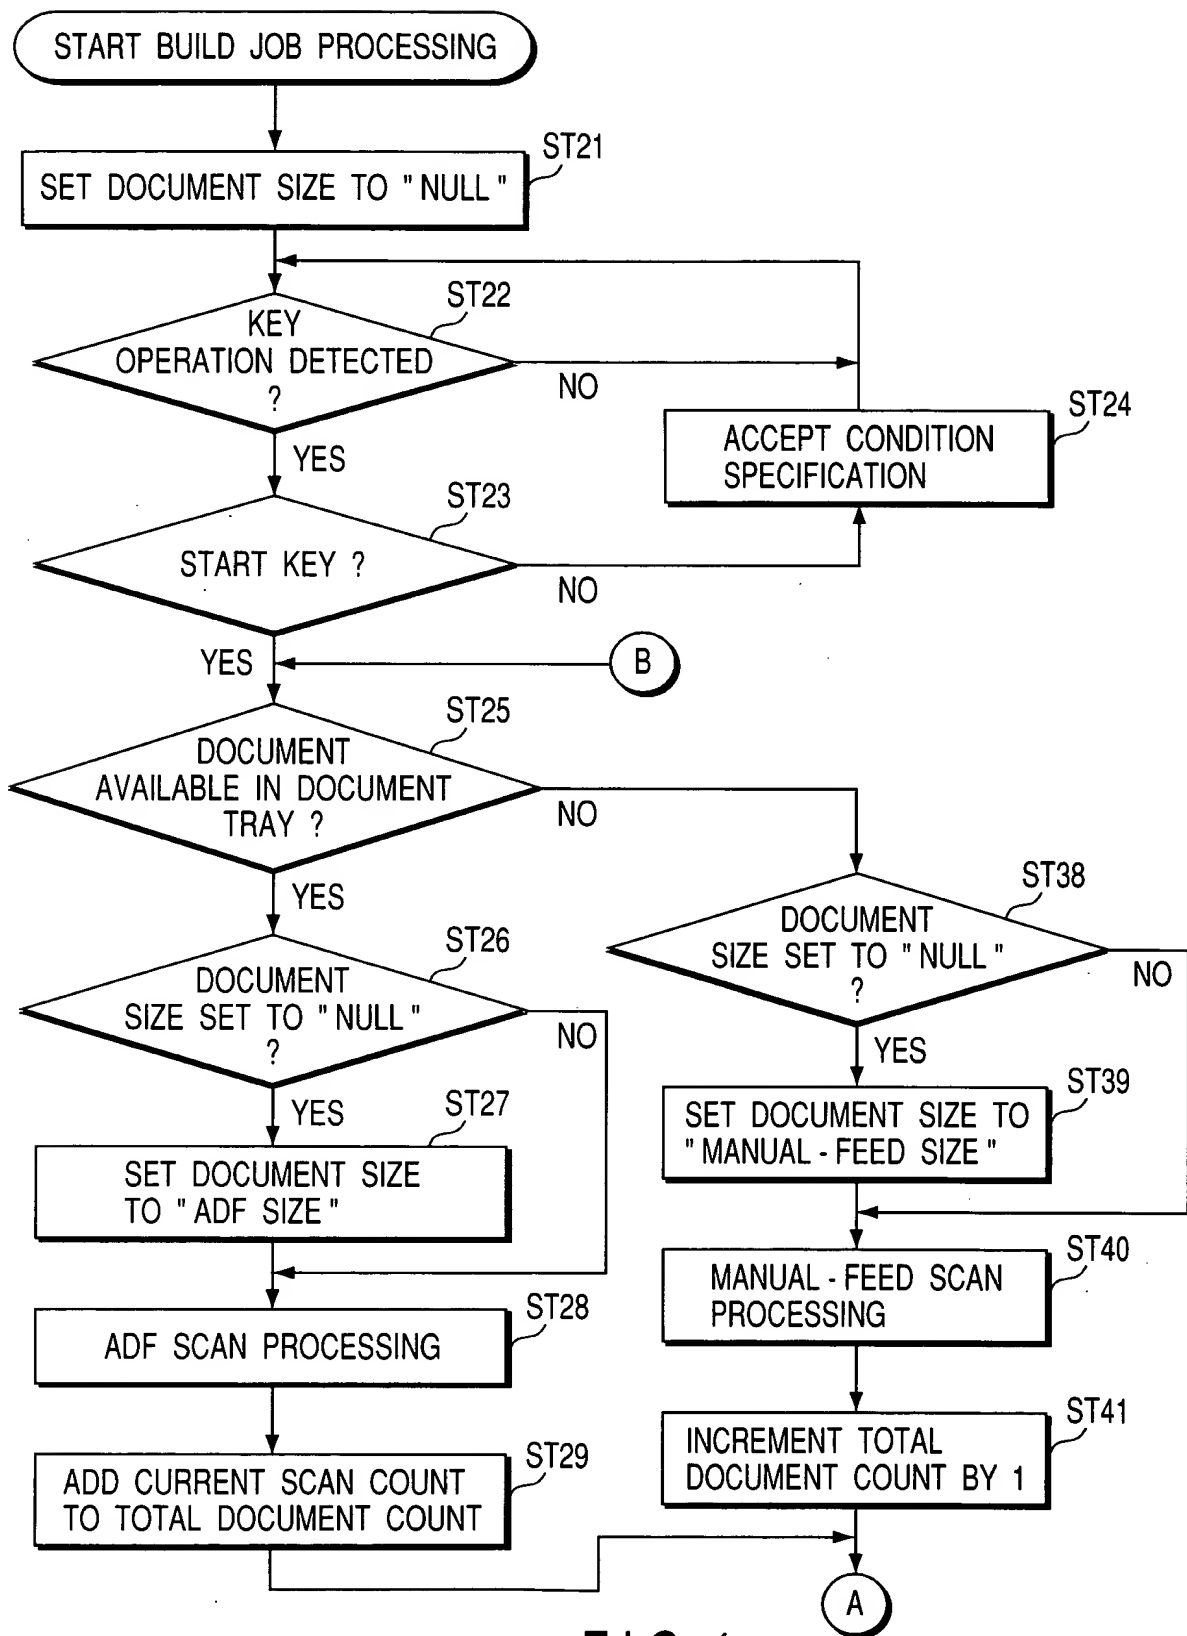 START BUILD JOB PROCESSING
ST21
SET DOCUMENT SIZE TO "NULL"
ST22
KEY
OPERATION DETECTED
?
NO
YES
ST24
ACCEPT CONDITION
SPECIFICATION
ST23
START KEY ?
NO
YES
B
ST25
DOCUMENT
AVAILABLE IN DOCUMENT
TRAY ?
NO
YES
ST38
DOCUMENT
SIZE SET TO "NULL"
?
NO
YES
ST26
DOCUMENT
SIZE SET TO "NULL"
?
NO
YES
ST39
SET DOCUMENT SIZE TO
"MANUAL-FEED SIZE"
ST27
SET DOCUMENT SIZE
TO "ADF SIZE"
ST40
MANUAL-FEED SCAN
PROCESSING
ST28
ADF SCAN PROCESSING
ST41
INCREMENT TOTAL
DOCUMENT COUNT BY 1
ST29
ADD CURRENT SCAN COUNT
TO TOTAL DOCUMENT COUNT
A